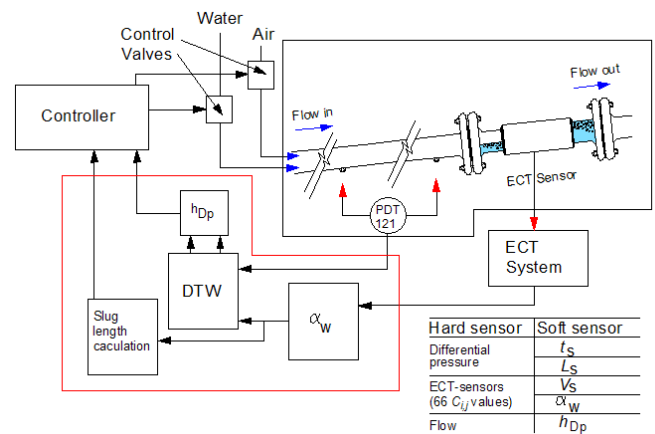 Water
Control
Valves
Air
Controller
Flow in
Flow out
ECT Sensor
PDT
121
h_Dp
DTW
Slug
length
caculation
α_w
ECT
System
Hard sensor Soft sensor
Differential
pressure
t_S
L_S
ECT-sensors
(66 C_i,j values)
V_S
α_w
Flow h_Dp